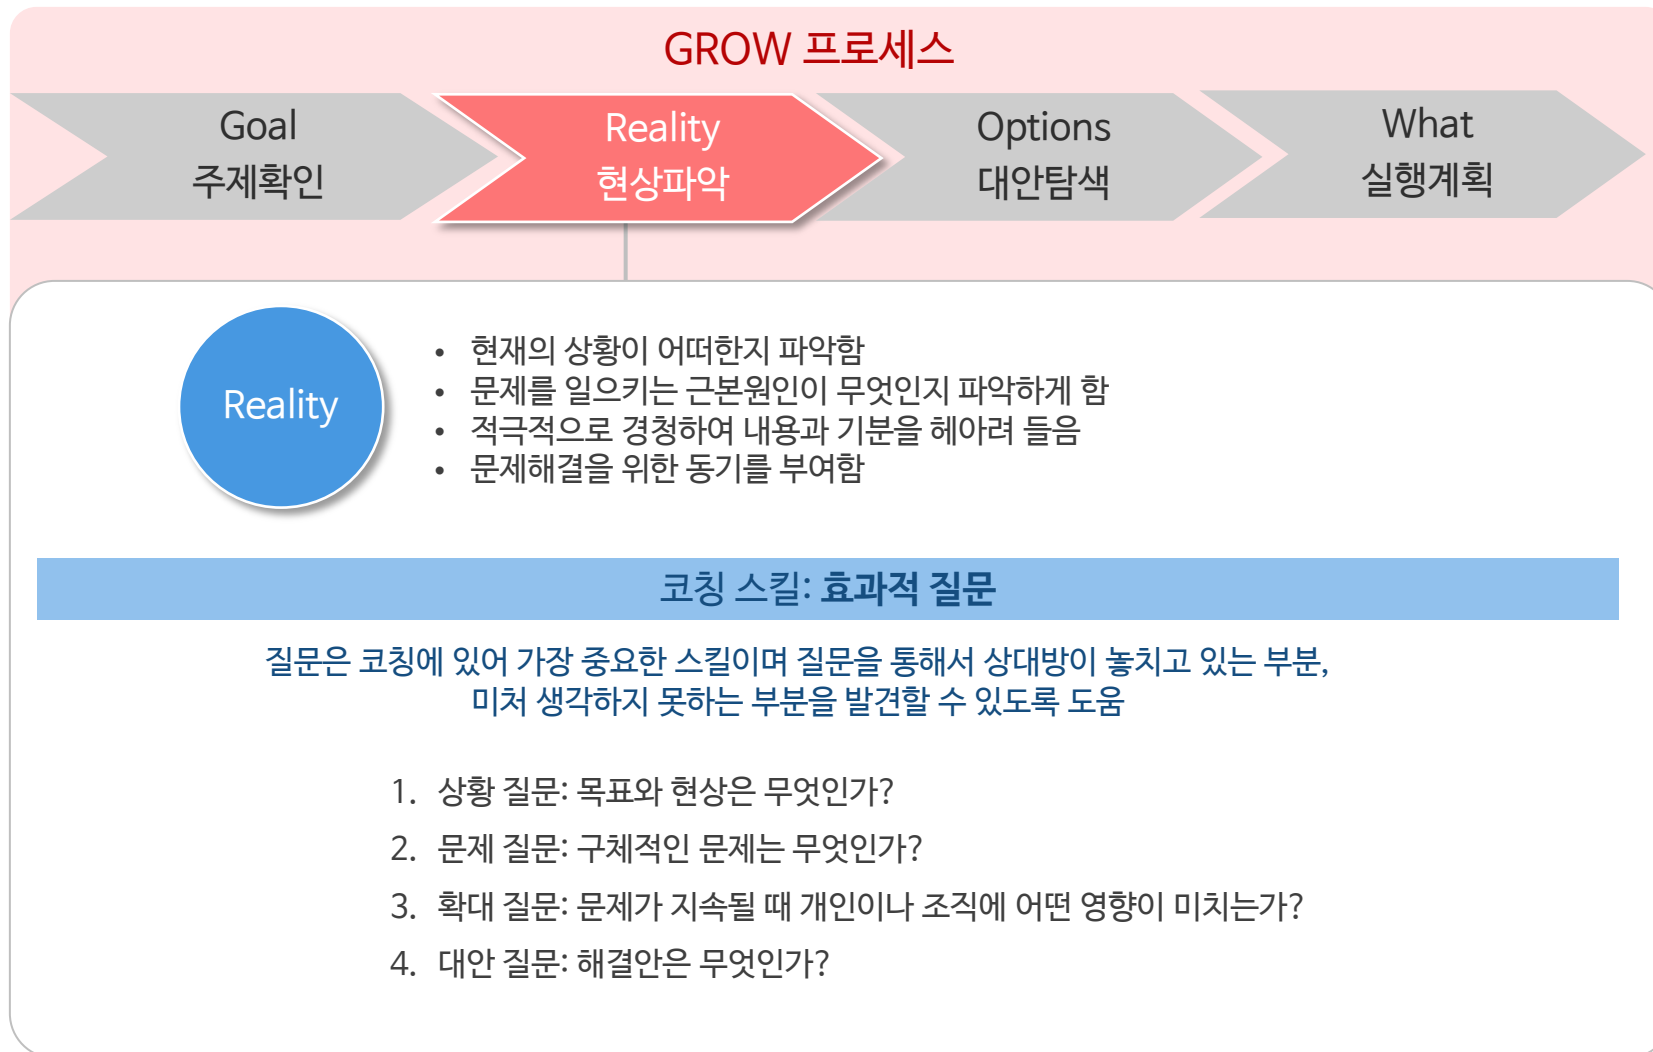 GROW 프로세스
Goal
주제확인
Reality
현상파악
Options
대안탐색
What
실행계획
Reality
• 현재의 상황이 어떠한지 파악함
• 문제를 일으키는 근본원인이 무엇인지 파악하게 함
• 적극적으로 경청하여 내용과 기분을 헤아려 들음
• 문제해결을 위한 동기를 부여함
코칭 스킬: 효과적 질문
질문은 코칭에 있어 가장 중요한 스킬이며 질문을 통해서 상대방이 놓치고 있는 부분,
미처 생각하지 못하는 부분을 발견할 수 있도록 도움
1. 상황 질문: 목표와 현상은 무엇인가?
2. 문제 질문: 구체적인 문제는 무엇인가?
3. 확대 질문: 문제가 지속될 때 개인이나 조직에 어떤 영향이 미치는가?
4. 대안 질문: 해결안은 무엇인가?